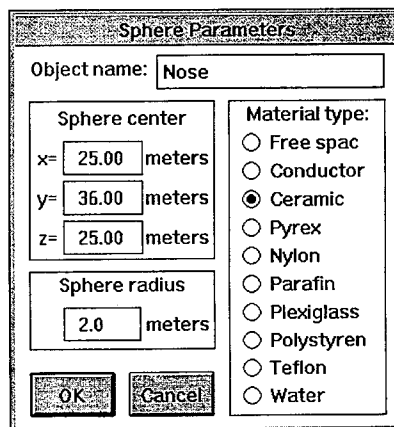 Sphere Parameters
Object name: Nose
Sphere center
x= 25.00 meters
y= 36.00 meters
z= 25.00 meters
Sphere radius
2.0 meters
OK Cancel
Material type:
Free spac
Conductor
Ceramic
Pyrex
Nylon
Parafin
Plexiglass
Polystyren
Teflon
Water